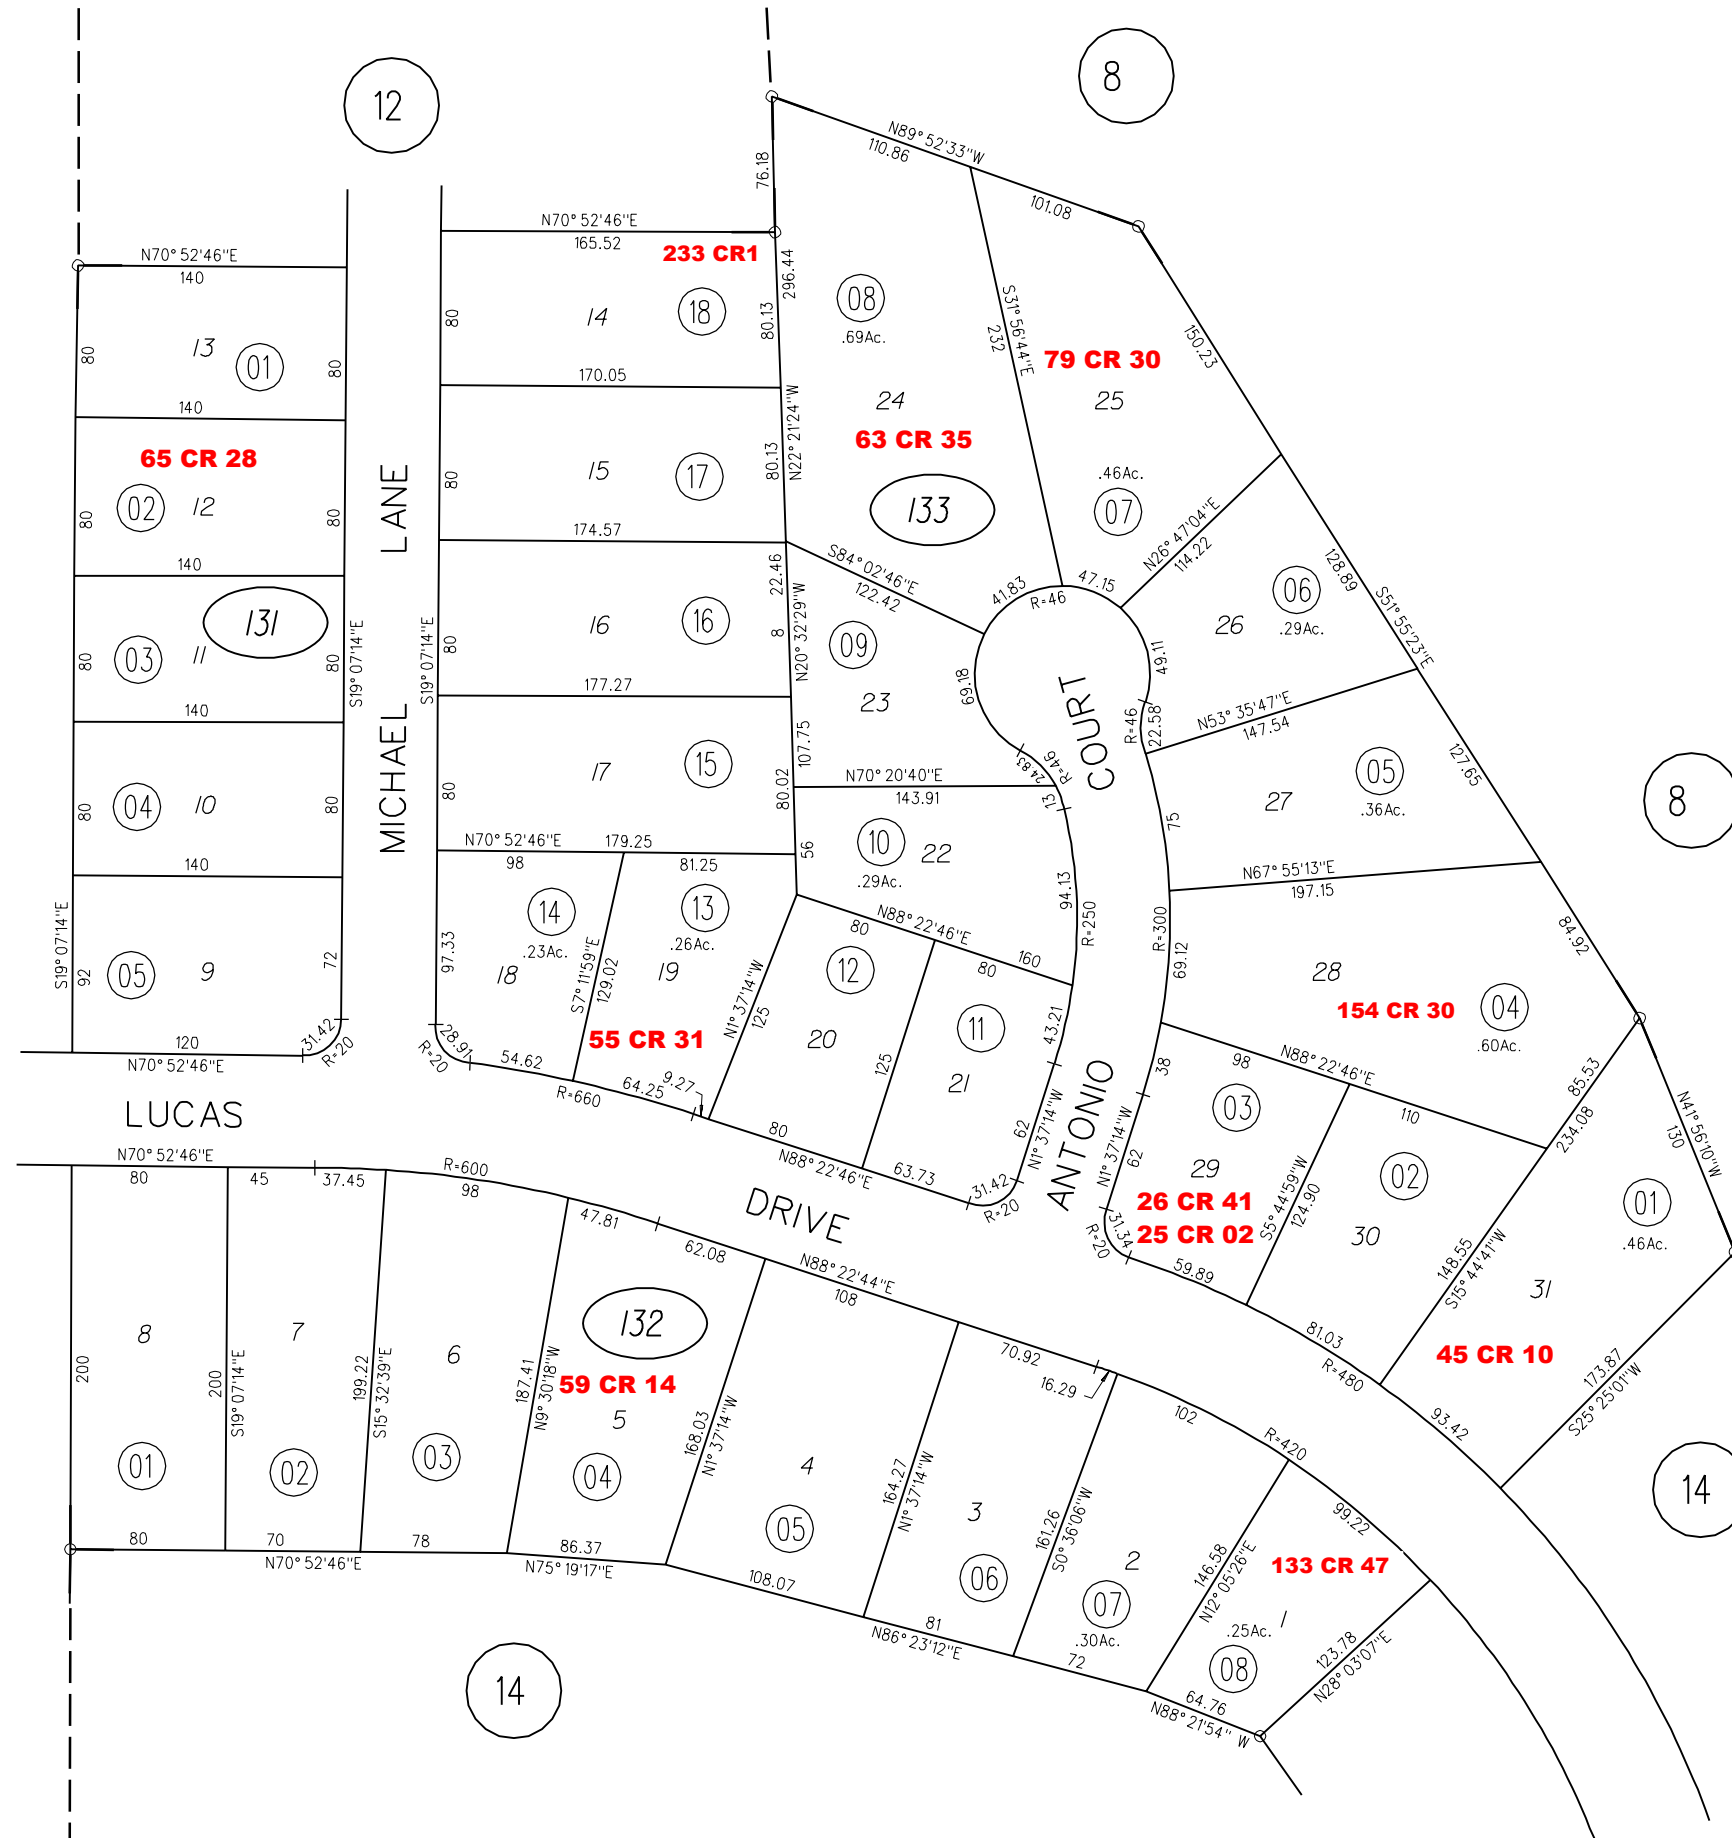 12
8
N89° 52'33"W
110.86
101.08
76.18
N70° 52'46"E
165.52
233 CR1
N70° 52'46"E
140
296.44
80.13
80
14
18
08
.69Ac.
S31° 56'44"E
232
79 CR 30
25
150.23
80
13
01
80
140
170.05
24
63 CR 35
133
.46Ac.
07
65 CR 28
80
02
12
80
LANE
80
15
17
80.13
N22° 21'24"W
174.57
N26° 47'04"E
114.22
128.89
S51° 55'23"E
140
131
S84° 02'46"E
122.42
41.83
R=46
47.15
22.46
8
N20° 32'29"W
80
03
11
80
S19° 07'14"E
S19° 07'14"E
80
16
16
09
23
69.18
26
06
.29Ac.
49.11
140
177.27
MICHAEL
COURT
R=46
22.58
N53° 35'47"E
147.54
80
04
10
80
80
17
15
107.75
80.02
N70° 20'40"E
143.91
24.83
R=46
13
75
27
05
.36Ac.
127.65
8
140
N70° 52'46"E
179.25
98
81.25
56
10
22
.29Ac.
94.13
R=250
N67° 55'13"E
197.15
R=300
69.12
84.92
S19° 07'14"E
92
05
9
72
97.33
14
.23Ac.
18
S7° 11'59"E
129.02
13
.26Ac.
19
N88° 22'46"E
80
160
80
12
20
N1° 37'14"W
125
11
21
125
43.21
28
154 CR 30
04
.60Ac.
120
N70° 52'46"E
31.42
R=20
28.91
R=20
54.62
R=660
55 CR 31
64.25
9.27
80
N88° 22'46"E
63.73
31.42
R=20
62
N1° 37'14"W
ANTONIO
38
N1° 37'14"W
62
98
N88° 22'46"E
110
03
29
26 CR 41
25 CR 02
31.34
R=20
59.89
S5° 44'59"W
124.90
02
30
85.53
234.08
148.55
S15° 44'41"W
N41° 56'10"W
130
01
.46Ac.
31
45 CR 10
173.87
S25° 25'01"W
81.03
R=480
93.42
LUCAS
DRIVE
N70° 52'46"E
80
45
37.45
R=600
98
47.81
62.08
N88° 22'44"E
108
70.92
16.29
102
R=420
99.22
200
8
01
200
S19° 07'14"E
7
02
199.22
S15° 32'39"E
6
03
187.41
N9° 30'18"W
132
59 CR 14
5
04
168.03
N1° 37'14"W
4
05
164.27
N1° 37'14"W
3
06
161.26
S0° 36'06"W
2
07
.30Ac.
146.58
N12° 05'26"E
133 CR 47
1
.25Ac.
08
123.78
N28° 03'07"E
14
80
70
N70° 52'46"E
78
86.37
N75° 19'17"E
108.07
81
N86° 23'12"E
72
64.76
N88° 21'54" W
14